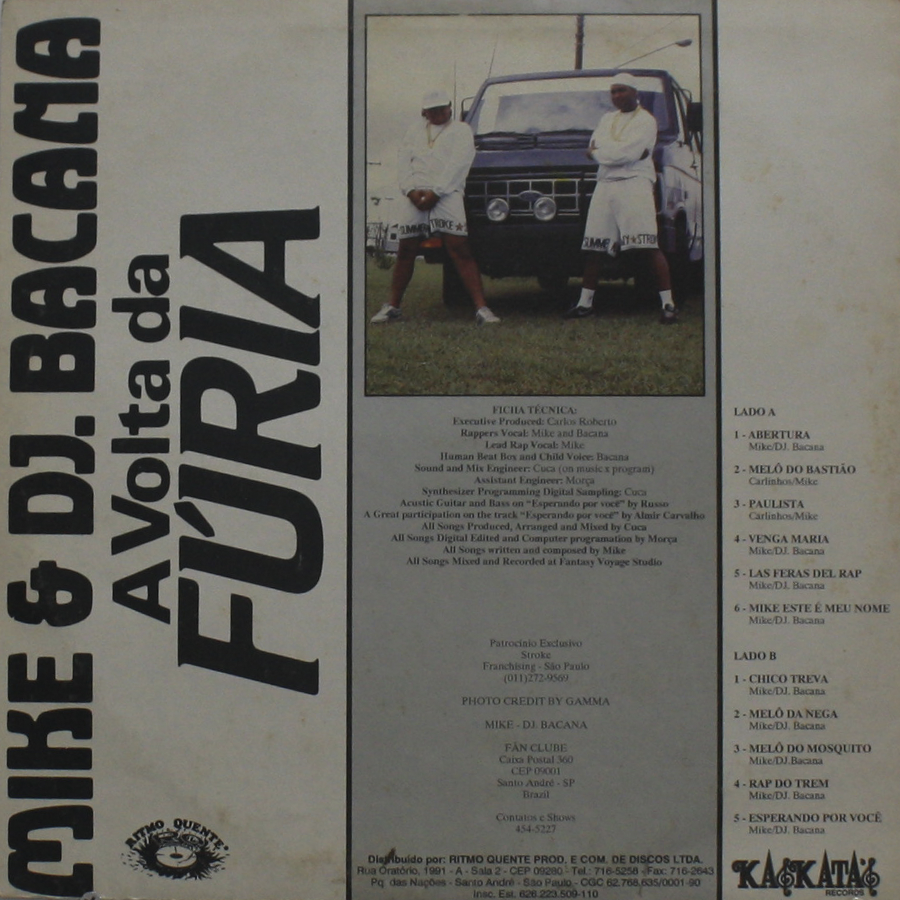 MIKE & DJ. BACAMA
A Volta da
FÚRIA
RITMO QUENTE
SUMME
STROKE
SUMME
NY★STROK
FICHA TÉCNICA:
Executive Produced: Carlos Roberto
Rappers Vocal: Mike and Bacana
Lead Rap Vocal: Mike
Human Beat Box and Child Voice: Bacana
Sound and Mix Engineer: Cuca (on music x program)
Assistant Engineer: Morça
Synthesizer Programming Digital Sampling: Cuca
Acustic Guitar and Bass on "Esperando por você" by Russo
A Great participation on the track "Esperando por você" by Almir Carvalho
All Songs Produced, Arranged and Mixed by Cuca
All Songs Digital Edited and Computer programation by Morça
All Songs written and composed by Mike
All Songs Mixed and Recorded at Fantasy Voyage Studio
Patrocínio Exclusivo
Stroke
Franchising - São Paulo
(011)272-9569
PHOTO CREDIT BY GAMMA
MIKE - DJ. BACANA
FÃN CLUBE
Caixa Postal 360
CEP 09001
Santo André - SP
Brazil
Contatos e Shows
454-5227
Distribuído por: RITMO QUENTE PROD. E COM. DE DISCOS LTDA.
Rua Oratório, 1991 - A - Sala 2 - CEP 09280 - Tel.: 716-5258 - Fax: 716-2643
Pq. das Nações - Santo André - São Paulo - CGC 62.768.635/0001-90
Insc. Est. 626.223.509-110
LADO A
1 - ABERTURA
Mike/DJ. Bacana
2 - MELÔ DO BASTIÃO
Carlinhos/Mike
3 - PAULISTA
Carlinhos/Mike
4 - VENGA MARIA
Mike/DJ. Bacana
5 - LAS FERAS DEL RAP
Mike/DJ. Bacana
6 - MIKE ESTE É MEU NOME
Mike/DJ. Bacana
LADO B
1 - CHICO TREVA
Mike/DJ. Bacana
2 - MELÔ DA NEGA
Mike/DJ. Bacana
3 - MELÔ DO MOSQUITO
Mike/DJ.Bacana
4 - RAP DO TREM
Mike/DJ. Bacana
5 - ESPERANDO POR VOCÊ
Mike/DJ. Bacana
KASKATA'S
RECORDS